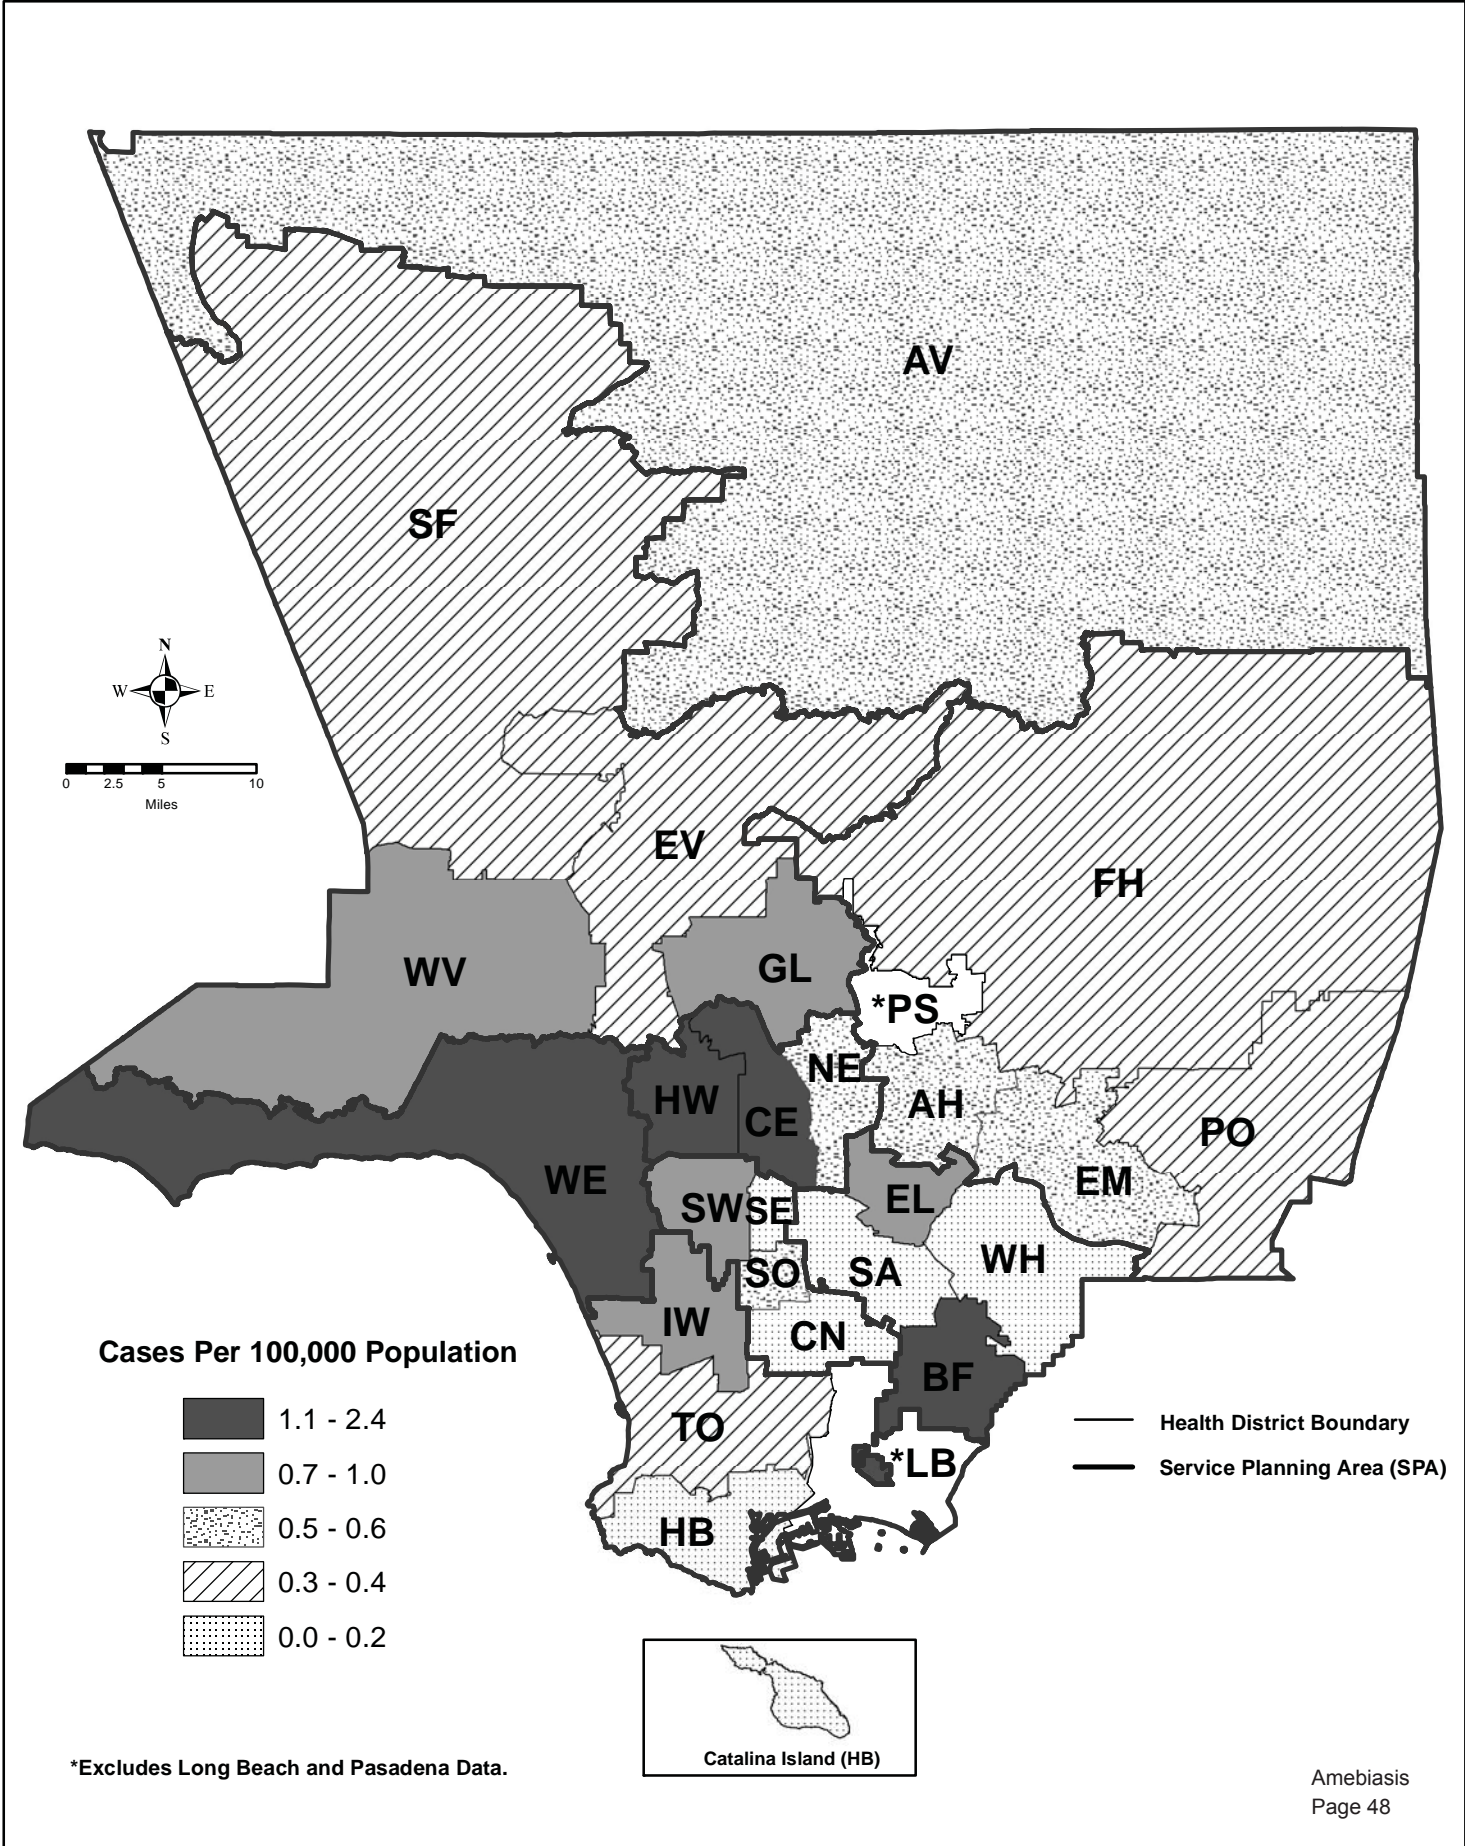 AV
SF
N
W E
S
0 2.5 5 10
Miles
EV
FH
WV
GL
*PS
NE
HW
AH
CE
PO
WE
EM
SW
SE
EL
WH
SO
SA
IW
CN
BF
TO
*LB
HB
Cases Per 100,000 Population
1.1 - 2.4
0.7 - 1.0
0.5 - 0.6
0.3 - 0.4
0.0 - 0.2
Health District Boundary
Service Planning Area (SPA)
Catalina Island (HB)
*Excludes Long Beach and Pasadena Data.
Amebiasis
Page 48